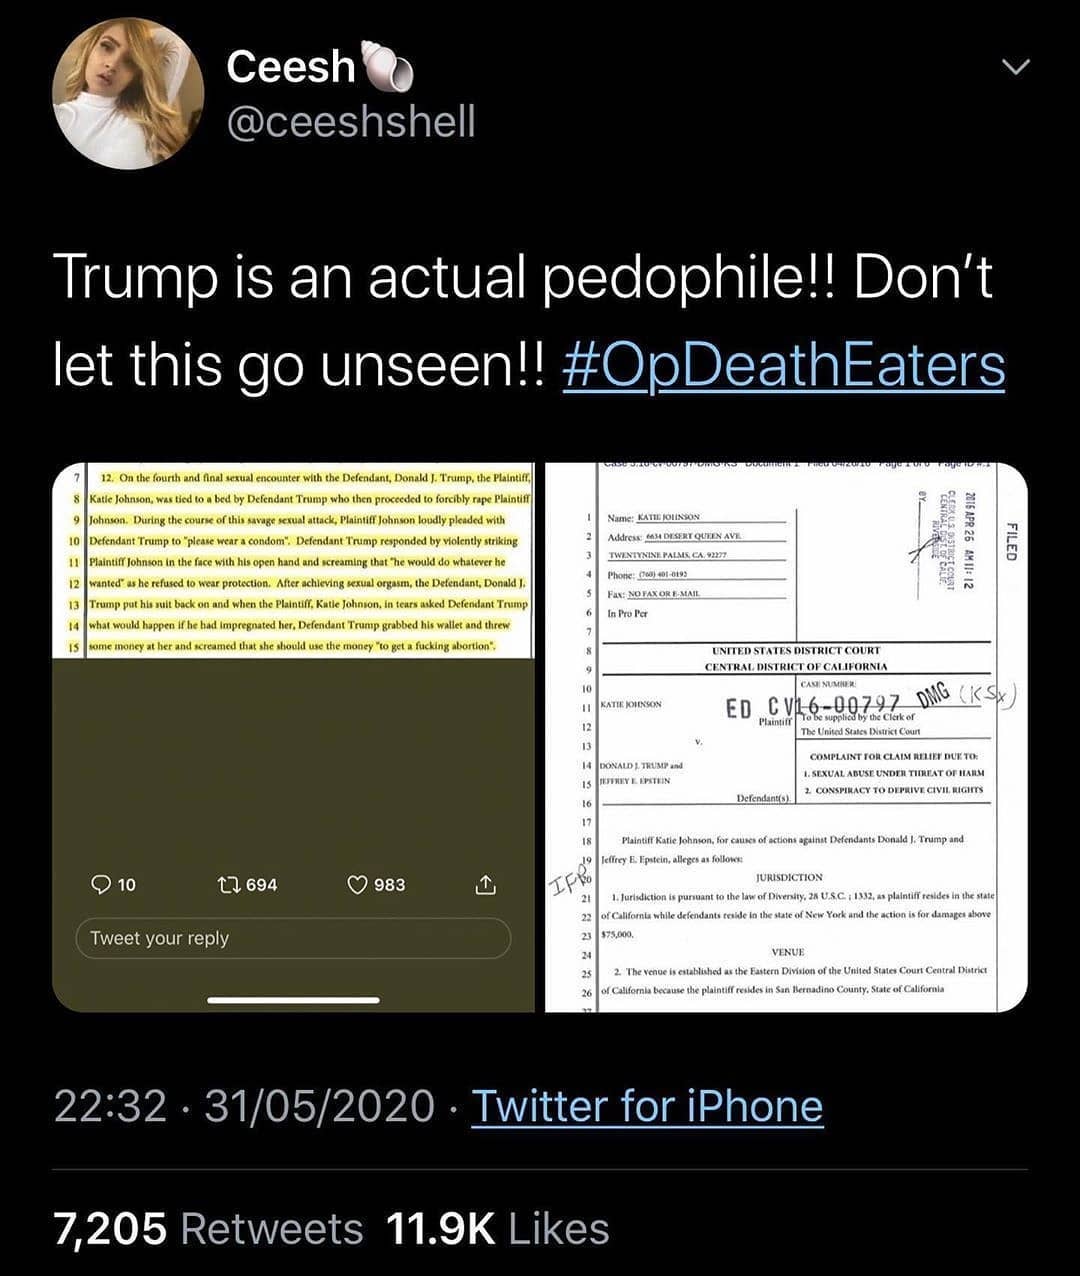 Ceesh
@ceeshshell
Trump is an actual pedophile!! Don't
let this go unseen!! #OpDeathEaters
7 12. On the fourth and final sexual encounter with the Defendant, Donald J. Trump, the Plaintiff,
8 Katie Johnson, was tied to a bed by Defendant Trump who then proceeded to forcibly rape Plaintiff
9 Johnson. During the course of this savage sexual attack, Plaintiff Johnson loudly pleaded with
10 Defendant Trump to "please wear a condom". Defendant Trump responded by violently striking
11 Plaintiff Johnson in the face with his open hand and screaming that "he would do whatever he
12 wanted" as he refused to wear protection. After achieving sexual orgasm, the Defendant, Donald J.
13 Trump put his suit back on and when the Plaintiff, Katie Johnson, in tears asked Defendant Trump
14 what would happen if he had impregnated her, Defendant Trump grabbed his wallet and threw
15 some money at her and screamed that she should use the money "to get a fucking abortion".
10 694 983
Tweet your reply
FILED
2016 APR 26 AM 11: 12
CLERK U.S. DISTRICT COURT
CENTRAL DIST. OF CALIF.
RIVERSIDE
BY
1 Name: KATIE JOHNSON
2 Address: 6634 DESERT QUEEN AVE.
3 TWENTYNINE PALMS, CA. 92277
4 Phone: (760) 401-0192
5 Fax: NO FAX OR E-MAIL
6 In Pro Per
7
8 UNITED STATES DISTRICT COURT
9 CENTRAL DISTRICT OF CALIFORNIA
10 CASE NUMBER:
11 KATIE JOHNSON ED CV16-00797 DMG (KSx)
12 Plaintiff To be supplied by the Clerk of
The United States District Court
13 v.
COMPLAINT FOR CLAIM RELIEF DUE TO:
14 DONALD J. TRUMP and 1. SEXUAL ABUSE UNDER THREAT OF HARM
15 JEFFREY E. EPSTEIN 2. CONSPIRACY TO DEPRIVE CIVIL RIGHTS
16 Defendant(s).
17
18 Plaintiff Katie Johnson, for causes of actions against Defendants Donald J. Trump and
19 Jeffrey E. Epstein, alleges as follows:
20 JURISDICTION
21 1. Jurisdiction is pursuant to the law of Diversity, 28 U.S.C. ; 1332, as plaintiff resides in the state
22 of California while defendants reside in the state of New York and the action is for damages above
23 $75,000.
24 VENUE
25 2. The venue is established as the Eastern Division of the United States Court Central District
26 of California because the plaintiff resides in San Bernadino County, State of California
22:32 · 31/05/2020 · Twitter for iPhone
7,205 Retweets 11.9K Likes